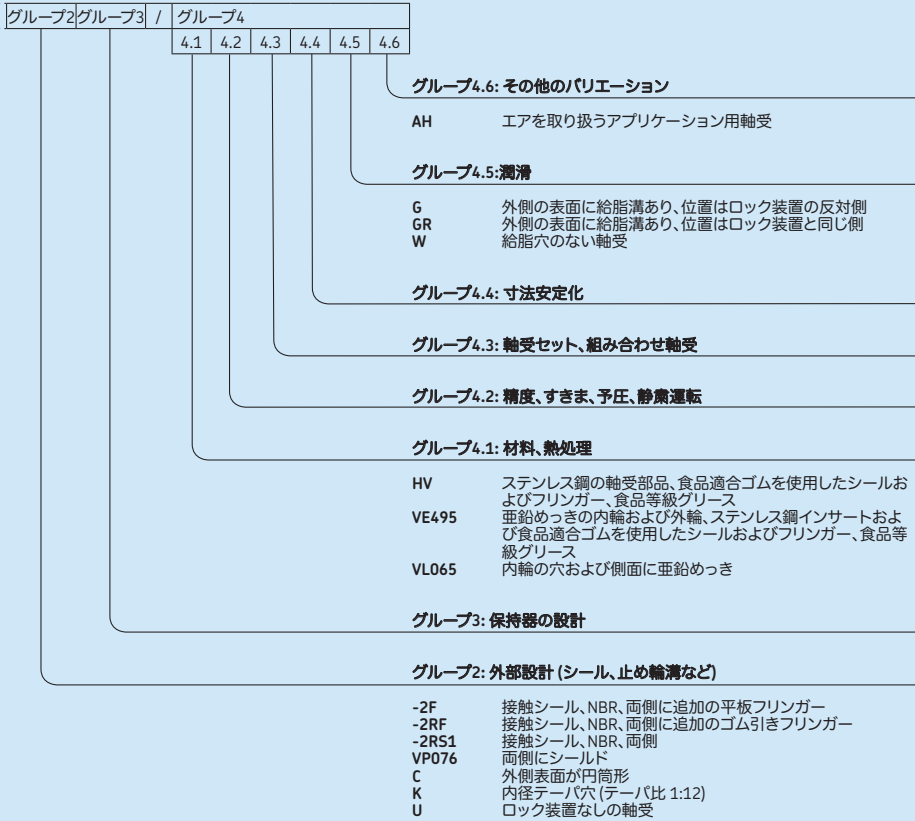 グループ2 グループ3 / グループ4
4.1 4.2 4.3 4.4 4.5 4.6
グループ4.6: その他のバリエーション
AH エアを取り扱うアプリケーション用軸受
グループ4.5:潤滑
G 外側の表面に給脂溝あり、位置はロック装置の反対側
GR 外側の表面に給脂溝あり、位置はロック装置と同じ側
W 給脂穴のない軸受
グループ4.4: 寸法安定化
グループ4.3: 軸受セット、組み合わせ軸受
グループ4.2: 精度、すきま、予圧、静粛運転
グループ4.1: 材料、熱処理
HV ステンレス鋼の軸受部品、食品適合ゴムを使用したシールお
よびフリンガー、食品等級グリース
VE495 亜鉛めっきの内輪および外輪、ステンレス鋼インサートおよ
び食品適合ゴムを使用したシールおよびフリンガー、食品等
級グリース
VL065 内輪の穴および側面に亜鉛めっき
グループ3: 保持器の設計
グループ2: 外部設計 (シール、止め輪溝など)
-2F 接触シール、NBR、両側に追加の平板フリンガー
-2RF 接触シール、NBR、両側に追加のゴム引きフリンガー
-2RS1 接触シール、NBR、両側
VP076 両側にシールド
C 外側表面が円筒形
K 内径テーパ穴 (テーパ比 1:12)
U ロック装置なしの軸受